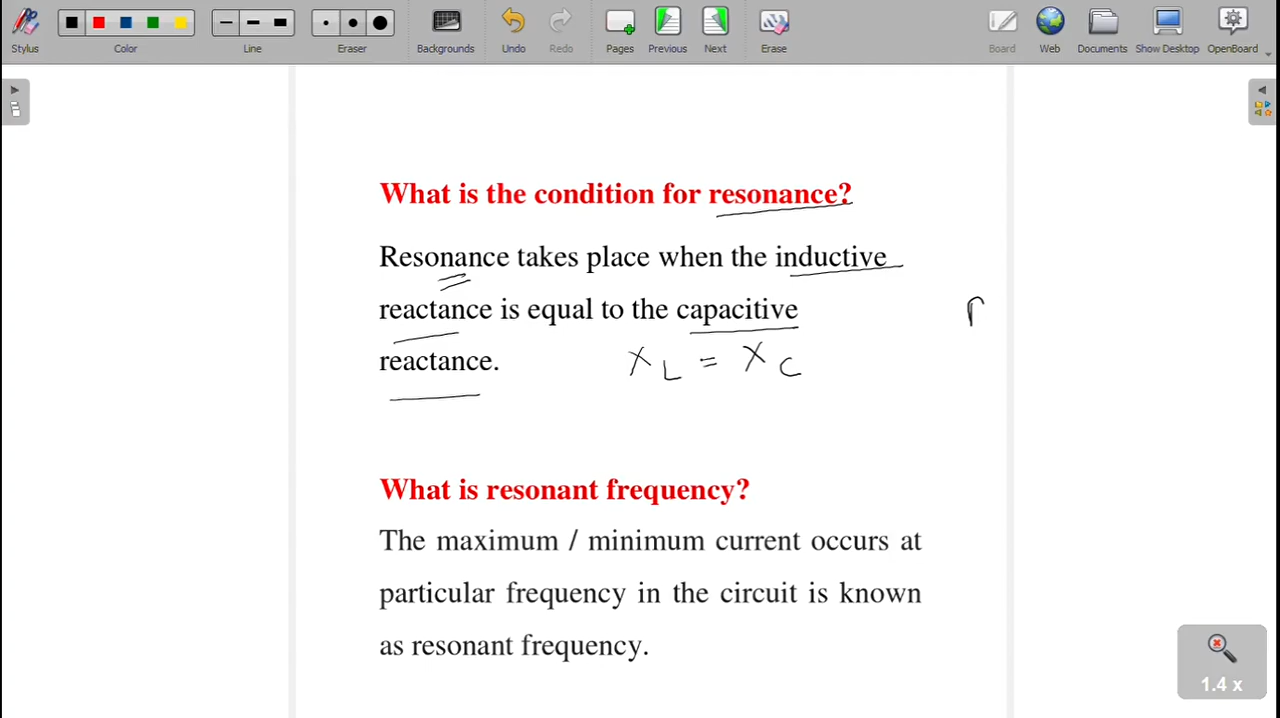 Stylus Color Line Eraser Backgrounds Undo Redo Pages Previous Next Erase Board Web Documents Show Desktop OpenBoard
What is the condition for resonance?
Resonance takes place when the inductive
reactance is equal to the capacitive
reactance. X L = X C
What is resonant frequency?
The maximum / minimum current occurs at
particular frequency in the circuit is known
as resonant frequency.
1.4 x